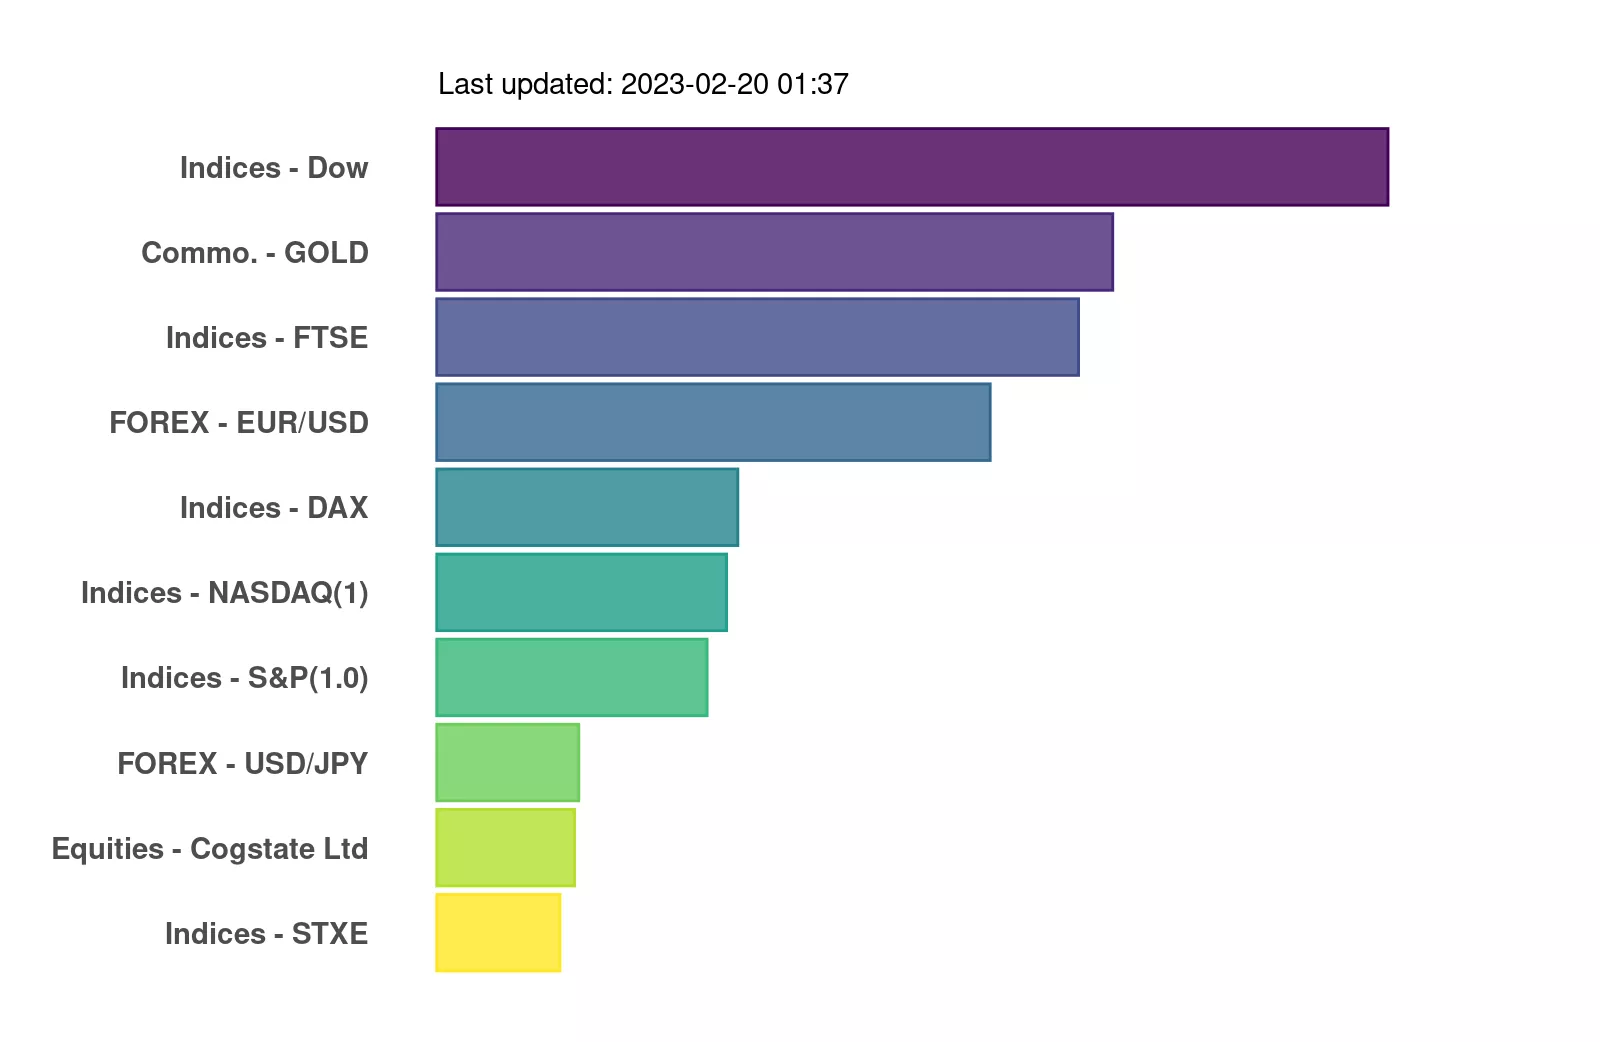 Last updated: 2023-02-20 01:37
Indices - Dow
Commo. - GOLD
Indices - FTSE
FOREX - EUR/USD
Indices - DAX
Indices - NASDAQ(1)
Indices - S&P(1.0)
FOREX - USD/JPY
Equities - Cogstate Ltd
Indices - STXE